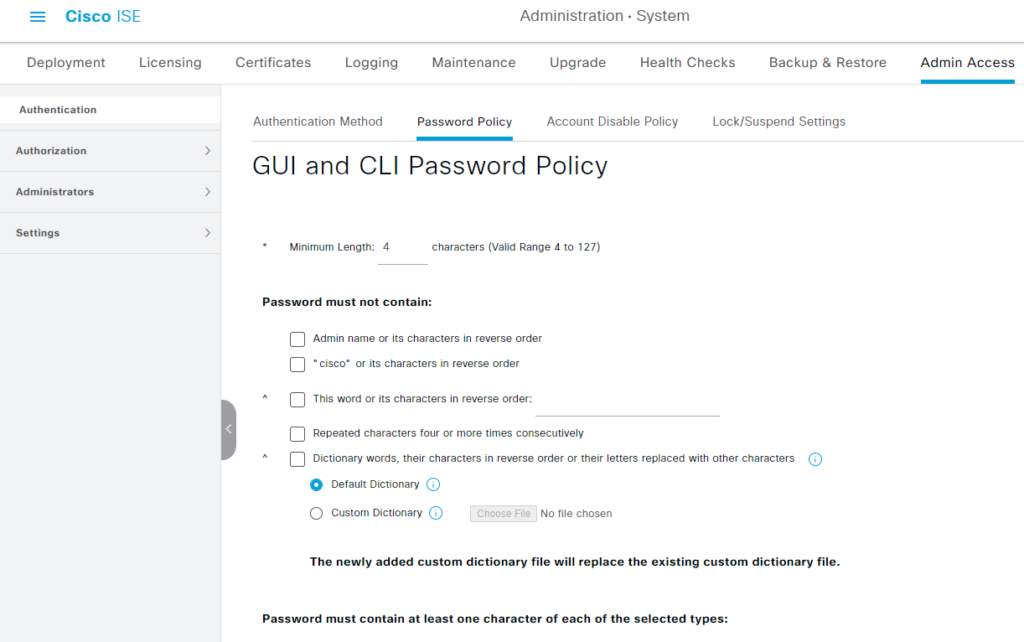 Cisco ISE
Administration · System
Deployment Licensing Certificates Logging Maintenance Upgrade Health Checks Backup & Restore Admin Access
Authentication
Authorization
Administrators
Settings
Authentication Method Password Policy Account Disable Policy Lock/Suspend Settings
GUI and CLI Password Policy
* Minimum Length: 4 characters (Valid Range 4 to 127)
Password must not contain:
Admin name or its characters in reverse order
"cisco" or its characters in reverse order
^ This word or its characters in reverse order:
Repeated characters four or more times consecutively
^ Dictionary words, their characters in reverse order or their letters replaced with other characters
Default Dictionary
Custom Dictionary Choose File No file chosen
The newly added custom dictionary file will replace the existing custom dictionary file.
Password must contain at least one character of each of the selected types: